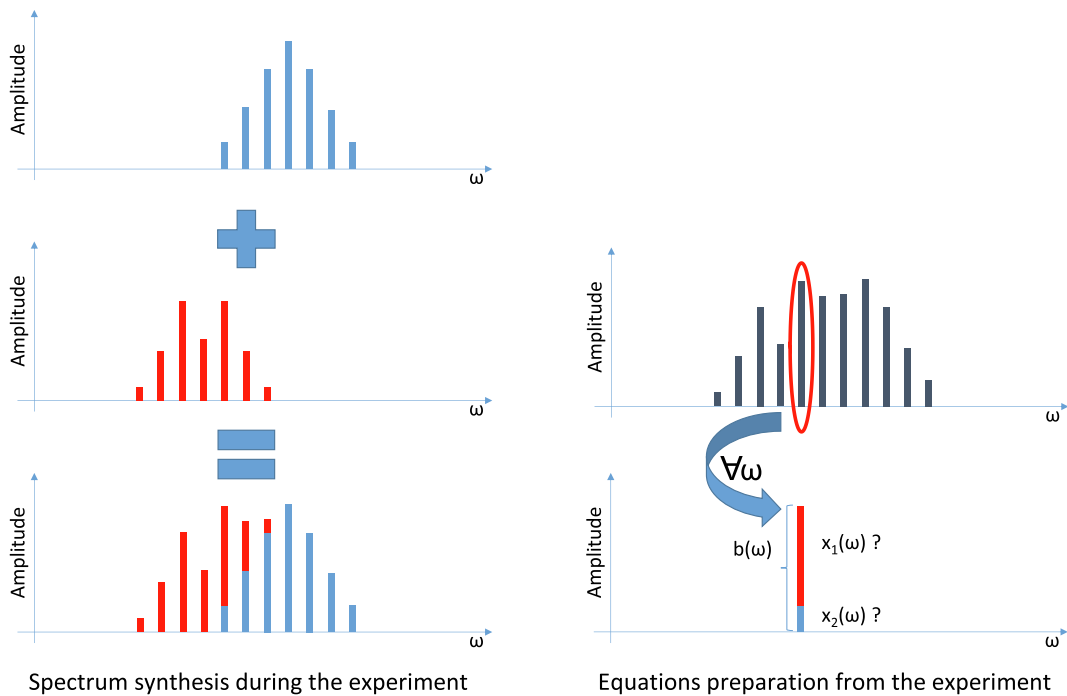 Amplitude
ω
Amplitude
ω
Amplitude
ω
Spectrum synthesis during the experiment
Amplitude
ω
∀ω
Amplitude
b(ω)
x₁(ω) ?
x₂(ω) ?
ω
Equations preparation from the experiment